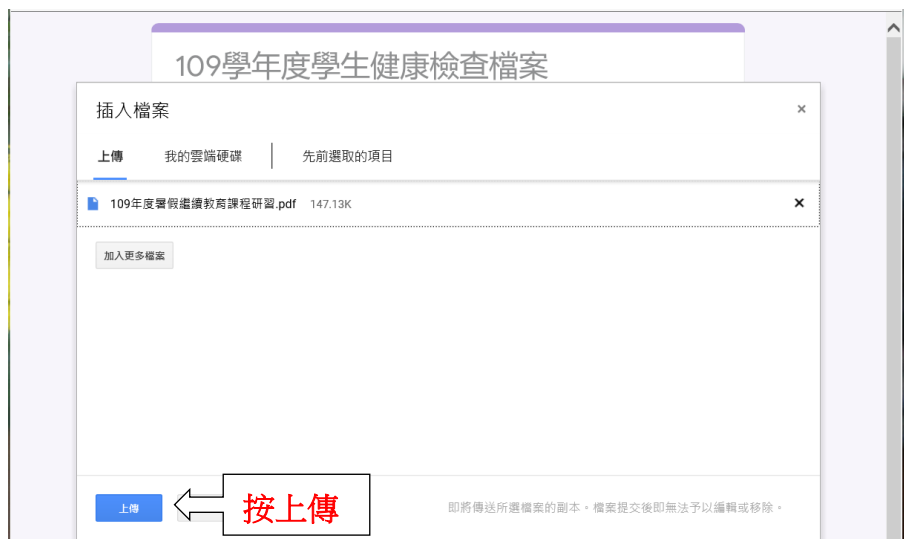 109學年度學生健康檢查檔案
插入檔案 ×
上傳 我的雲端硬碟 先前選取的項目
109年度暑假繼續教育課程研習.pdf 147.13K ×
加入更多檔案
上傳 按上傳 即將傳送所選檔案的副本。檔案提交後即無法予以編輯或移除。